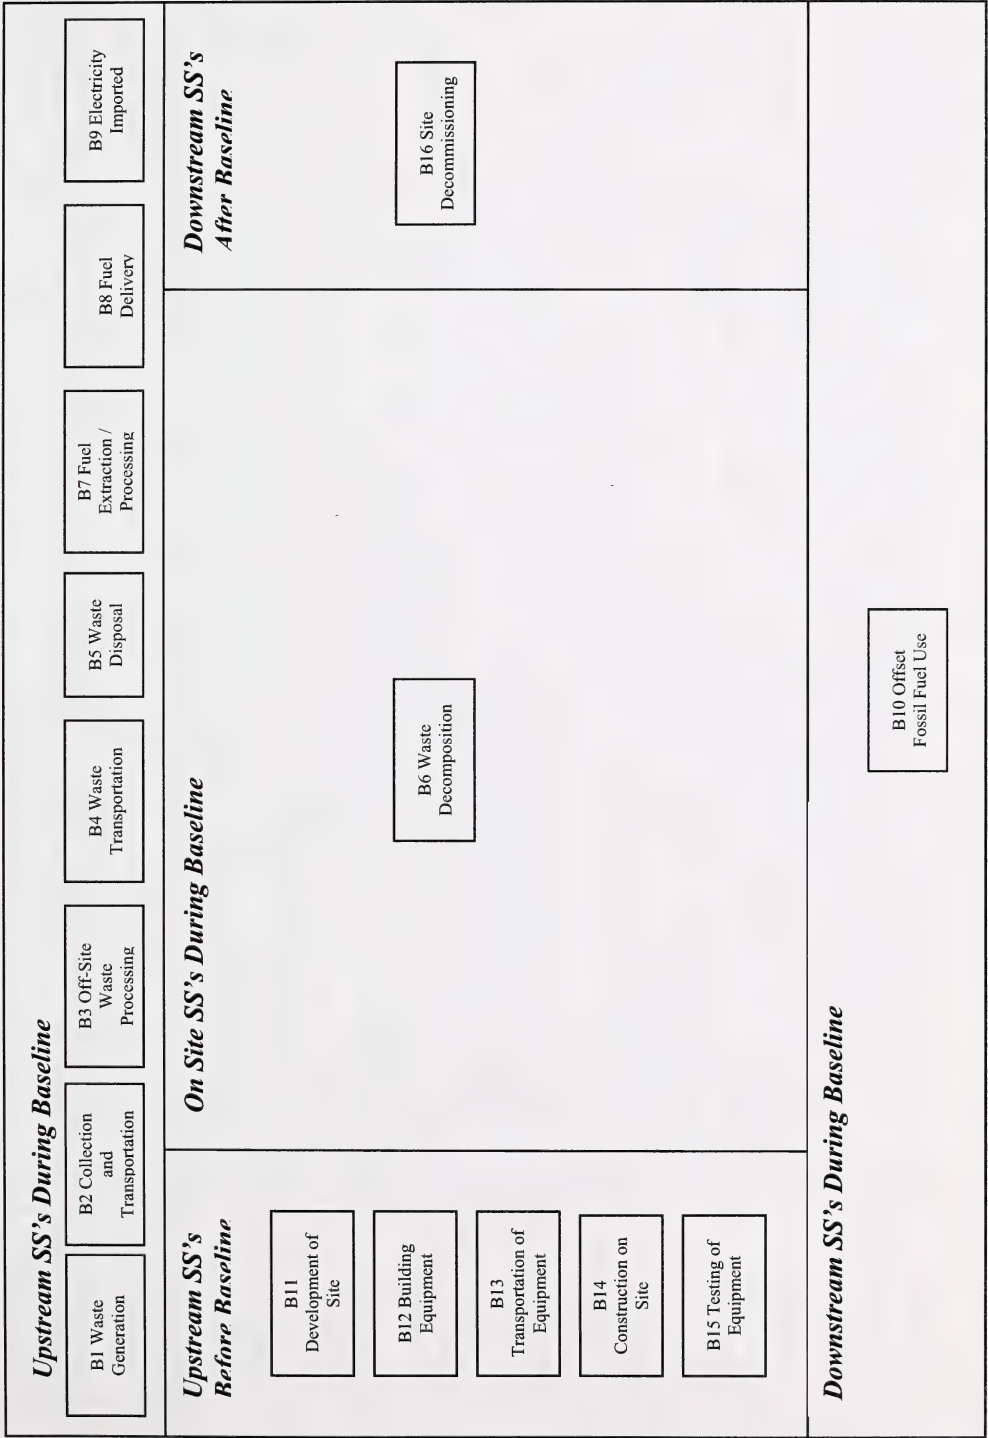 Upstream SS's During Baseline
B1 Waste
Generation
B2 Collection
and
Transportation
B3 Off-Site
Waste
Processing
B4 Waste
Transportation
B5 Waste
Disposal
B7 Fuel
Extraction /
Processing
B8 Fuel
Delivery
B9 Electricity
Imported
Upstream SS's
Before Baseline
B11
Development of
Site
B12 Building
Equipment
B13
Transportation of
Equipment
B14
Construction on
Site
B15 Testing of
Equipment
On Site SS's During Baseline
B6 Waste
Decomposition
Downstream SS's
After Baseline
B16 Site
Decommissioning
Downstream SS's During Baseline
B10 Offset
Fossil Fuel Use